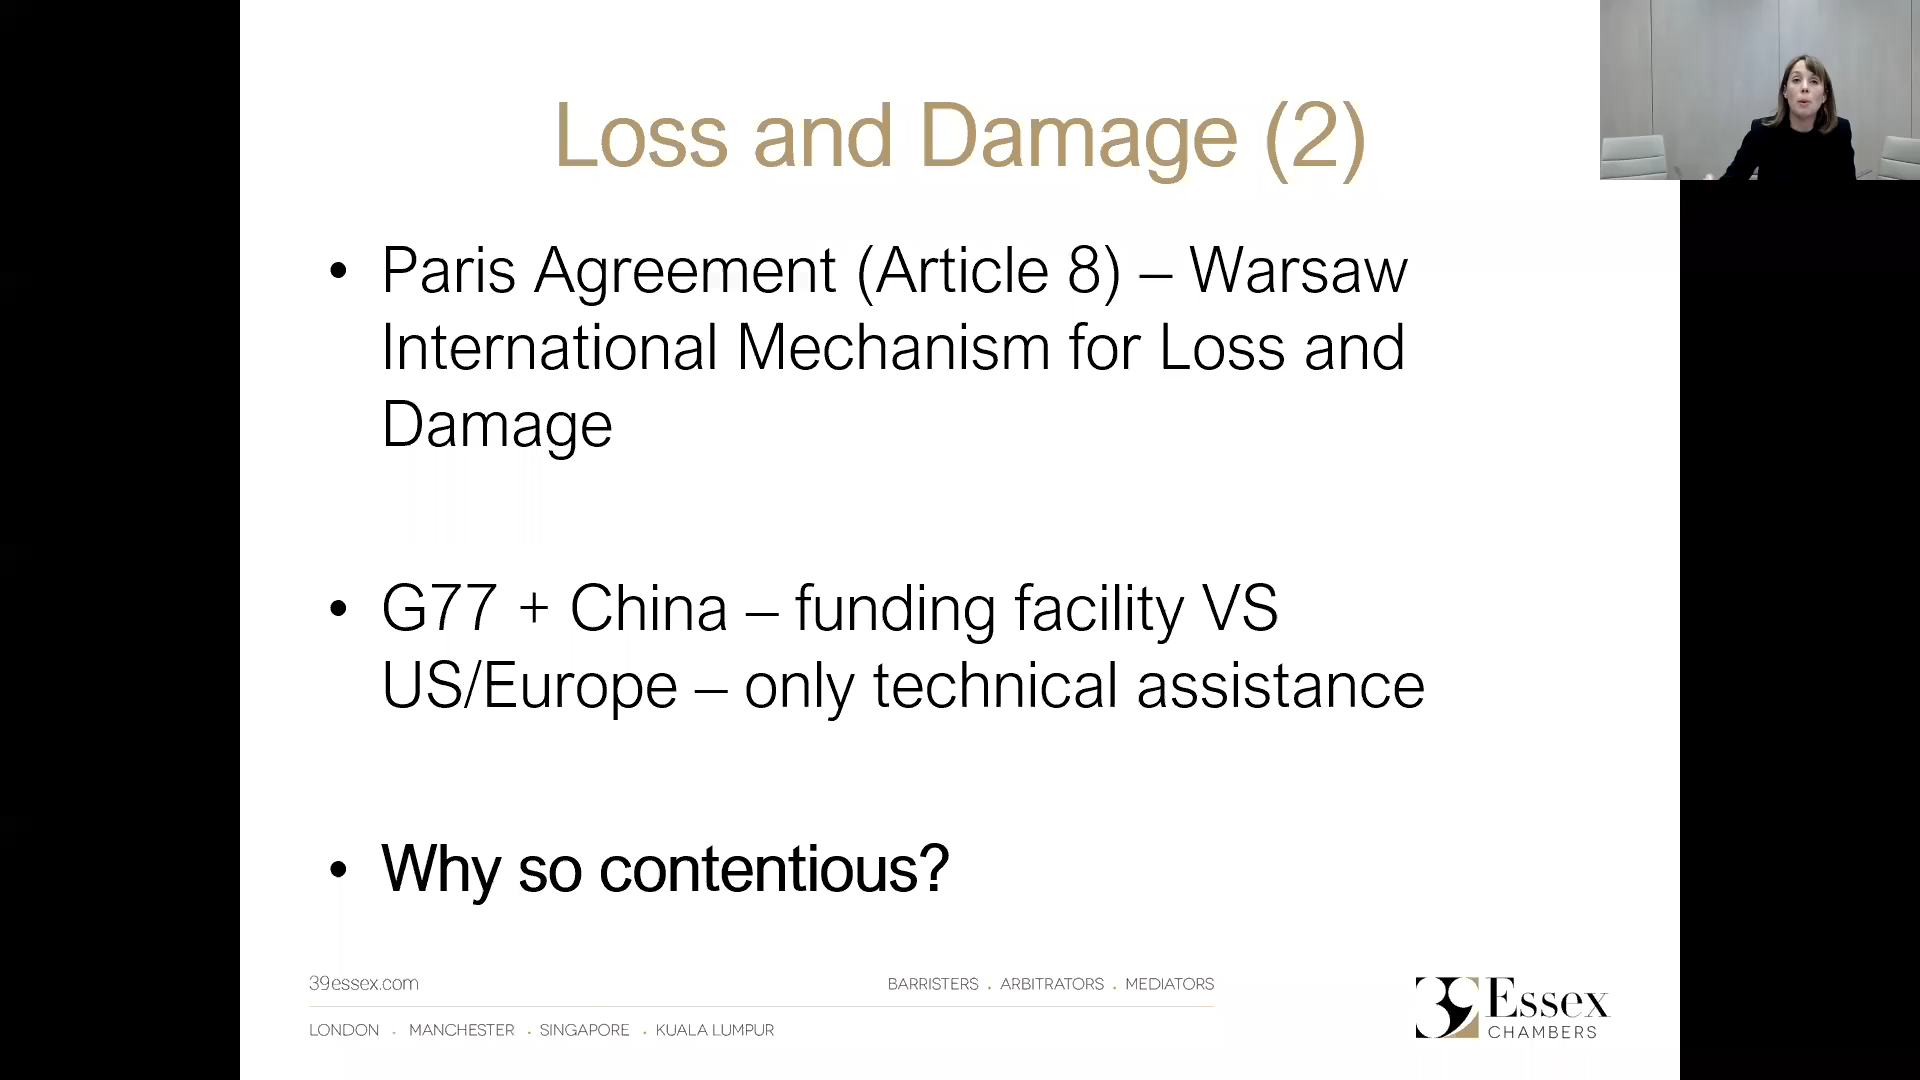 Loss and Damage (2)
• Paris Agreement (Article 8) – Warsaw
International Mechanism for Loss and
Damage
• G77 + China – funding facility VS
US/Europe – only technical assistance
• Why so contentious?
39essex.com
BARRISTERS . ARBITRATORS . MEDIATORS
LONDON . MANCHESTER . SINGAPORE . KUALA LUMPUR
39 Essex
CHAMBERS